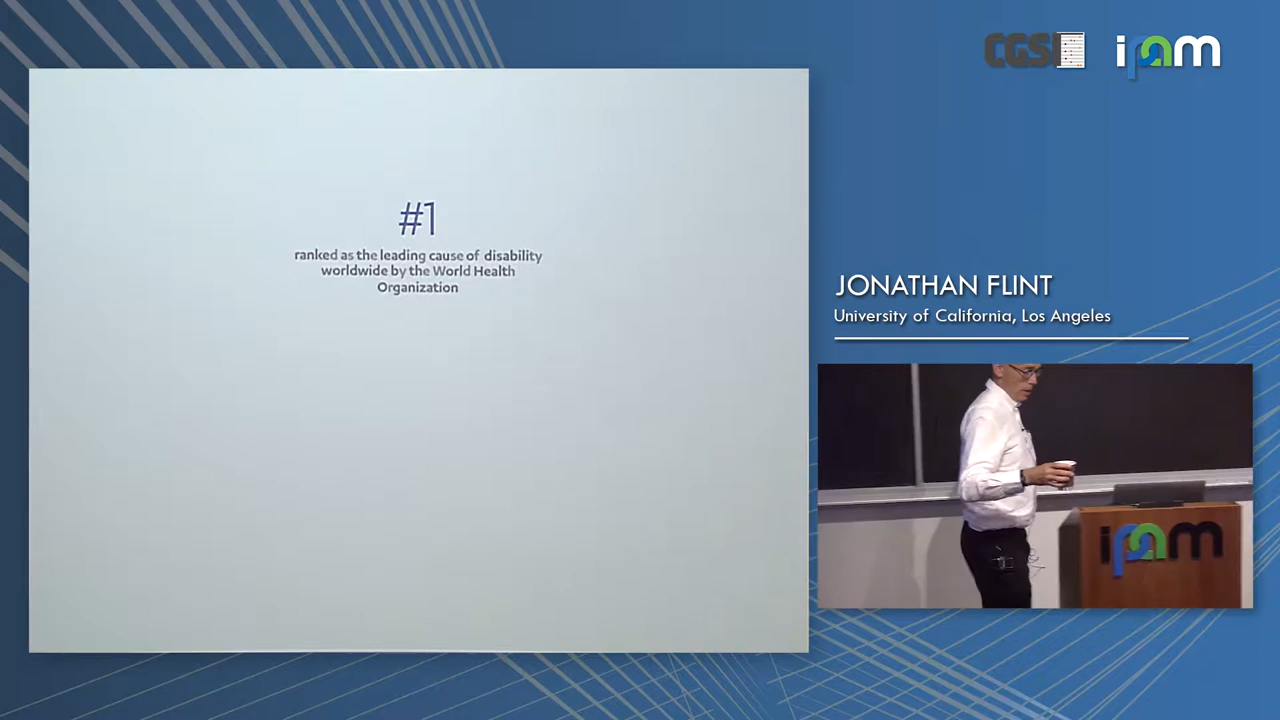 CGSI
ipam
#1
ranked as the leading cause of disability
worldwide by the World Health
Organization
JONATHAN FLINT
University of California, Los Angeles
ipam